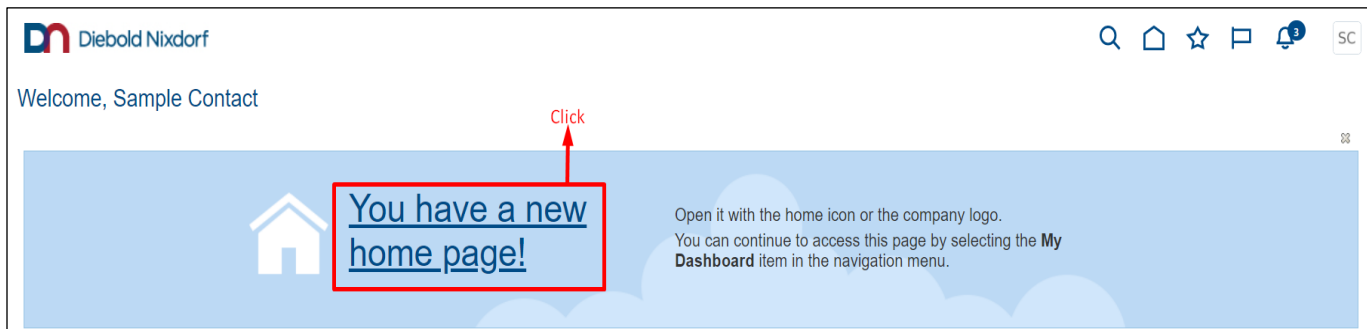 Diebold Nixdorf
3
SC
Welcome, Sample Contact
Click
You have a new
home page!
Open it with the home icon or the company logo.
You can continue to access this page by selecting the My
Dashboard item in the navigation menu.